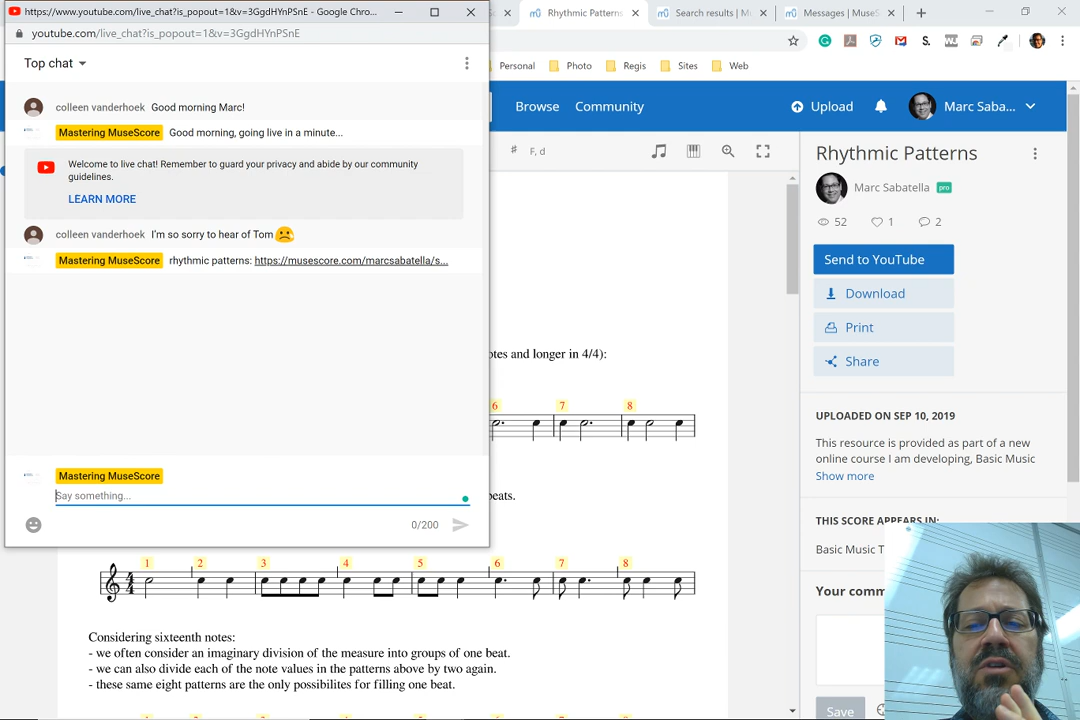 https://www.youtube.com/live_chat?is_popout=1&v=3GgdHYnPSnE - Google Chro...
youtube.com/live_chat?is_popout=1&v=3GgdHYnPSnE
Top chat
colleen vanderhoek Good morning Marc!
Mastering MuseScore Good morning, going live in a minute...
Welcome to live chat! Remember to guard your privacy and abide by our community
guidelines.
LEARN MORE
colleen vanderhoek I'm so sorry to hear of Tom
Mastering MuseScore rhythmic patterns: https://musescore.com/marcsabatella/s...
Mastering MuseScore
Say something...
0/200
Rhythmic Patterns
Search results | Mu
Messages | MuseS
Personal Photo Regis Sites Web
Browse Community Upload Marc Saba...
F, d
otes and longer in 4/4):
6 7 8
eats.
1 2 3 4 5 6 7 8
Considering sixteenth notes:
- we often consider an imaginary division of the measure into groups of one beat.
- we can also divide each of the note values in the patterns above by two again.
- these same eight patterns are the only possibilites for filling one beat.
Rhythmic Patterns
Marc Sabatella pro
52 1 2
Send to YouTube
Download
Print
Share
UPLOADED ON SEP 10, 2019
This resource is provided as part of a new
online course I am developing, Basic Music
Show more
THIS SCORE APPEARS IN:
Basic Music T
Your comm
Save